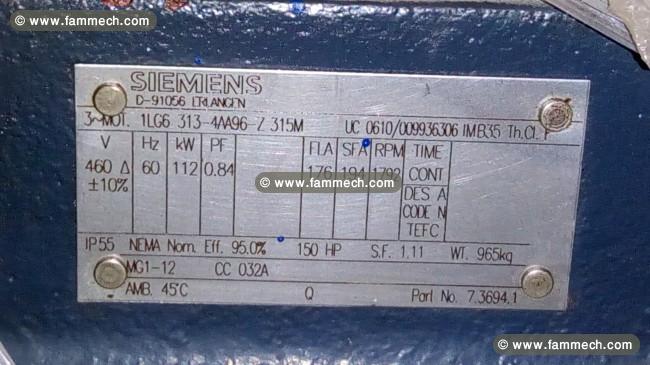 www.fammech.com
SIEMENS
D-91056 ERLANGEN
3~MOT. 1LG6 313-4AA96-Z 315M UC 0610/009936306 IMB35 Th.Cl. F
V Hz kW PF FLA SFA RPM TIME
460 Δ 60 112 0.84 176 194 1792 CONT
±10%
DES A
CODE N
TEFC
www.fammech.com
IP55 NEMA Nom. Eff. 95.0% 150 HP S.F. 1.11 WT. 965kg
MG1-12 CC 032A
AMB. 45°C Q Part No. 7.3694.1
www.fammech.com
www.fammech.com